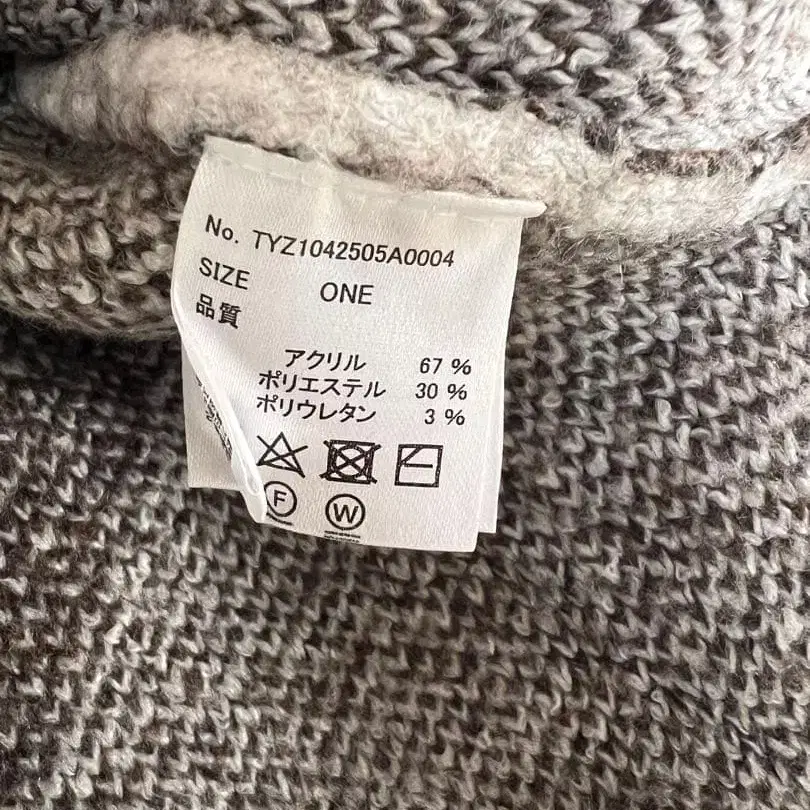 No. TYZ1042505A0004
SIZE ONE
品質
アクリル 67 %
ポリエステル 30 %
ポリウレタン 3 %
F W